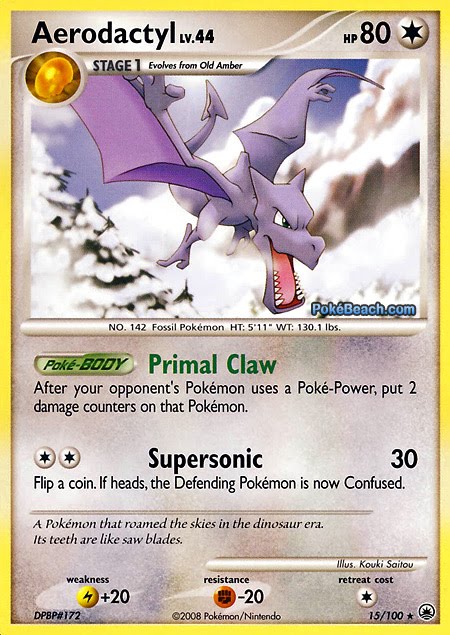 Aerodactyl LV.44 HP 80
STAGE 1 Evolves from Old Amber
PokéBeach.com
NO. 142 Fossil Pokémon HT: 5'11" WT: 130.1 lbs.
Poké-BODY Primal Claw
After your opponent's Pokémon uses a Poké-Power, put 2
damage counters on that Pokémon.
Supersonic 30
Flip a coin. If heads, the Defending Pokémon is now Confused.
A Pokémon that roamed the skies in the dinosaur era.
Its teeth are like saw blades.
Illus. Kouki Saitou
weakness resistance retreat cost
+20 -20
DPBP#172 ©2008 Pokémon/Nintendo 15/100 ★